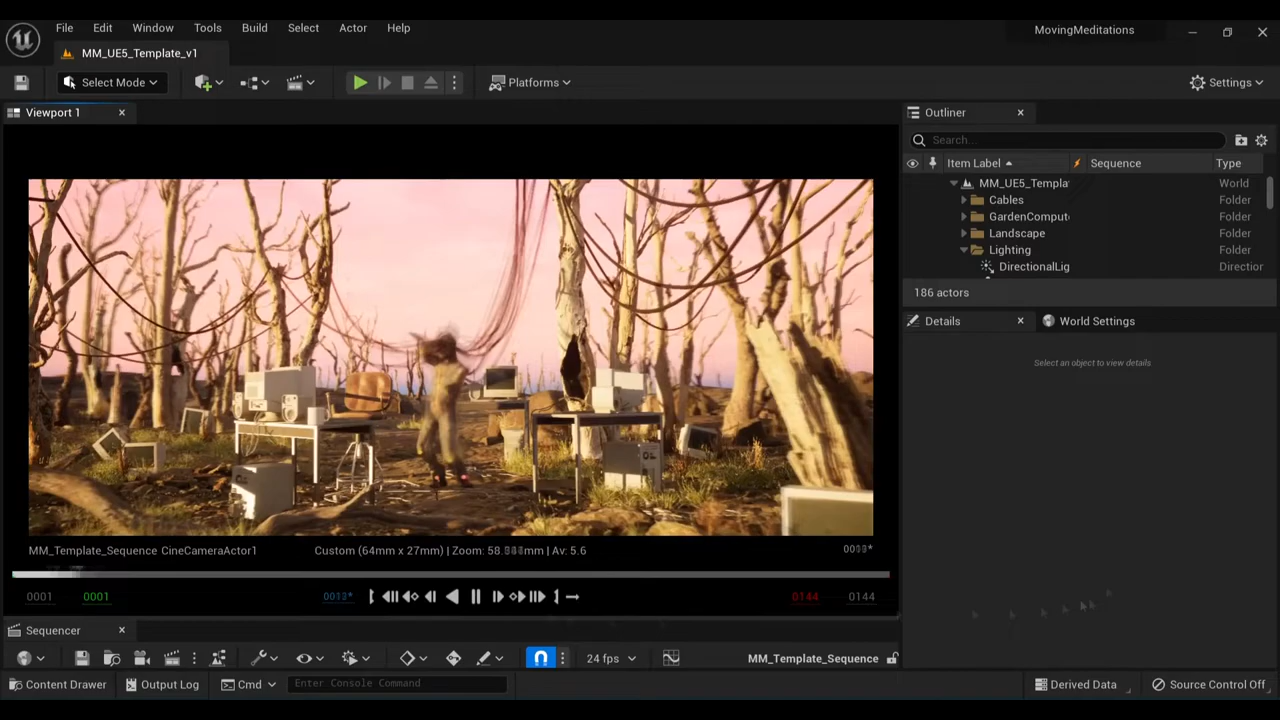 File Edit Window Tools Build Select Actor Help MovingMeditations
MM_UE5_Template_v1
Select Mode Platforms Settings
Viewport 1 Outliner
Search...
Item Label Sequence Type
MM_UE5_Templa World
Cables Folder
GardenComput Folder
Landscape Folder
Lighting Folder
DirectionalLig Direction
186 actors
Details World Settings
Select an object to view details
MM_Template_Sequence CineCameraActor1 Custom (64mm x 27mm) | Zoom: | Av: 5.6
0001 0001 0144 0144
Sequencer
24 fps MM_Template_Sequence
Content Drawer Output Log Cmd Enter Console Command Derived Data Source Control Off